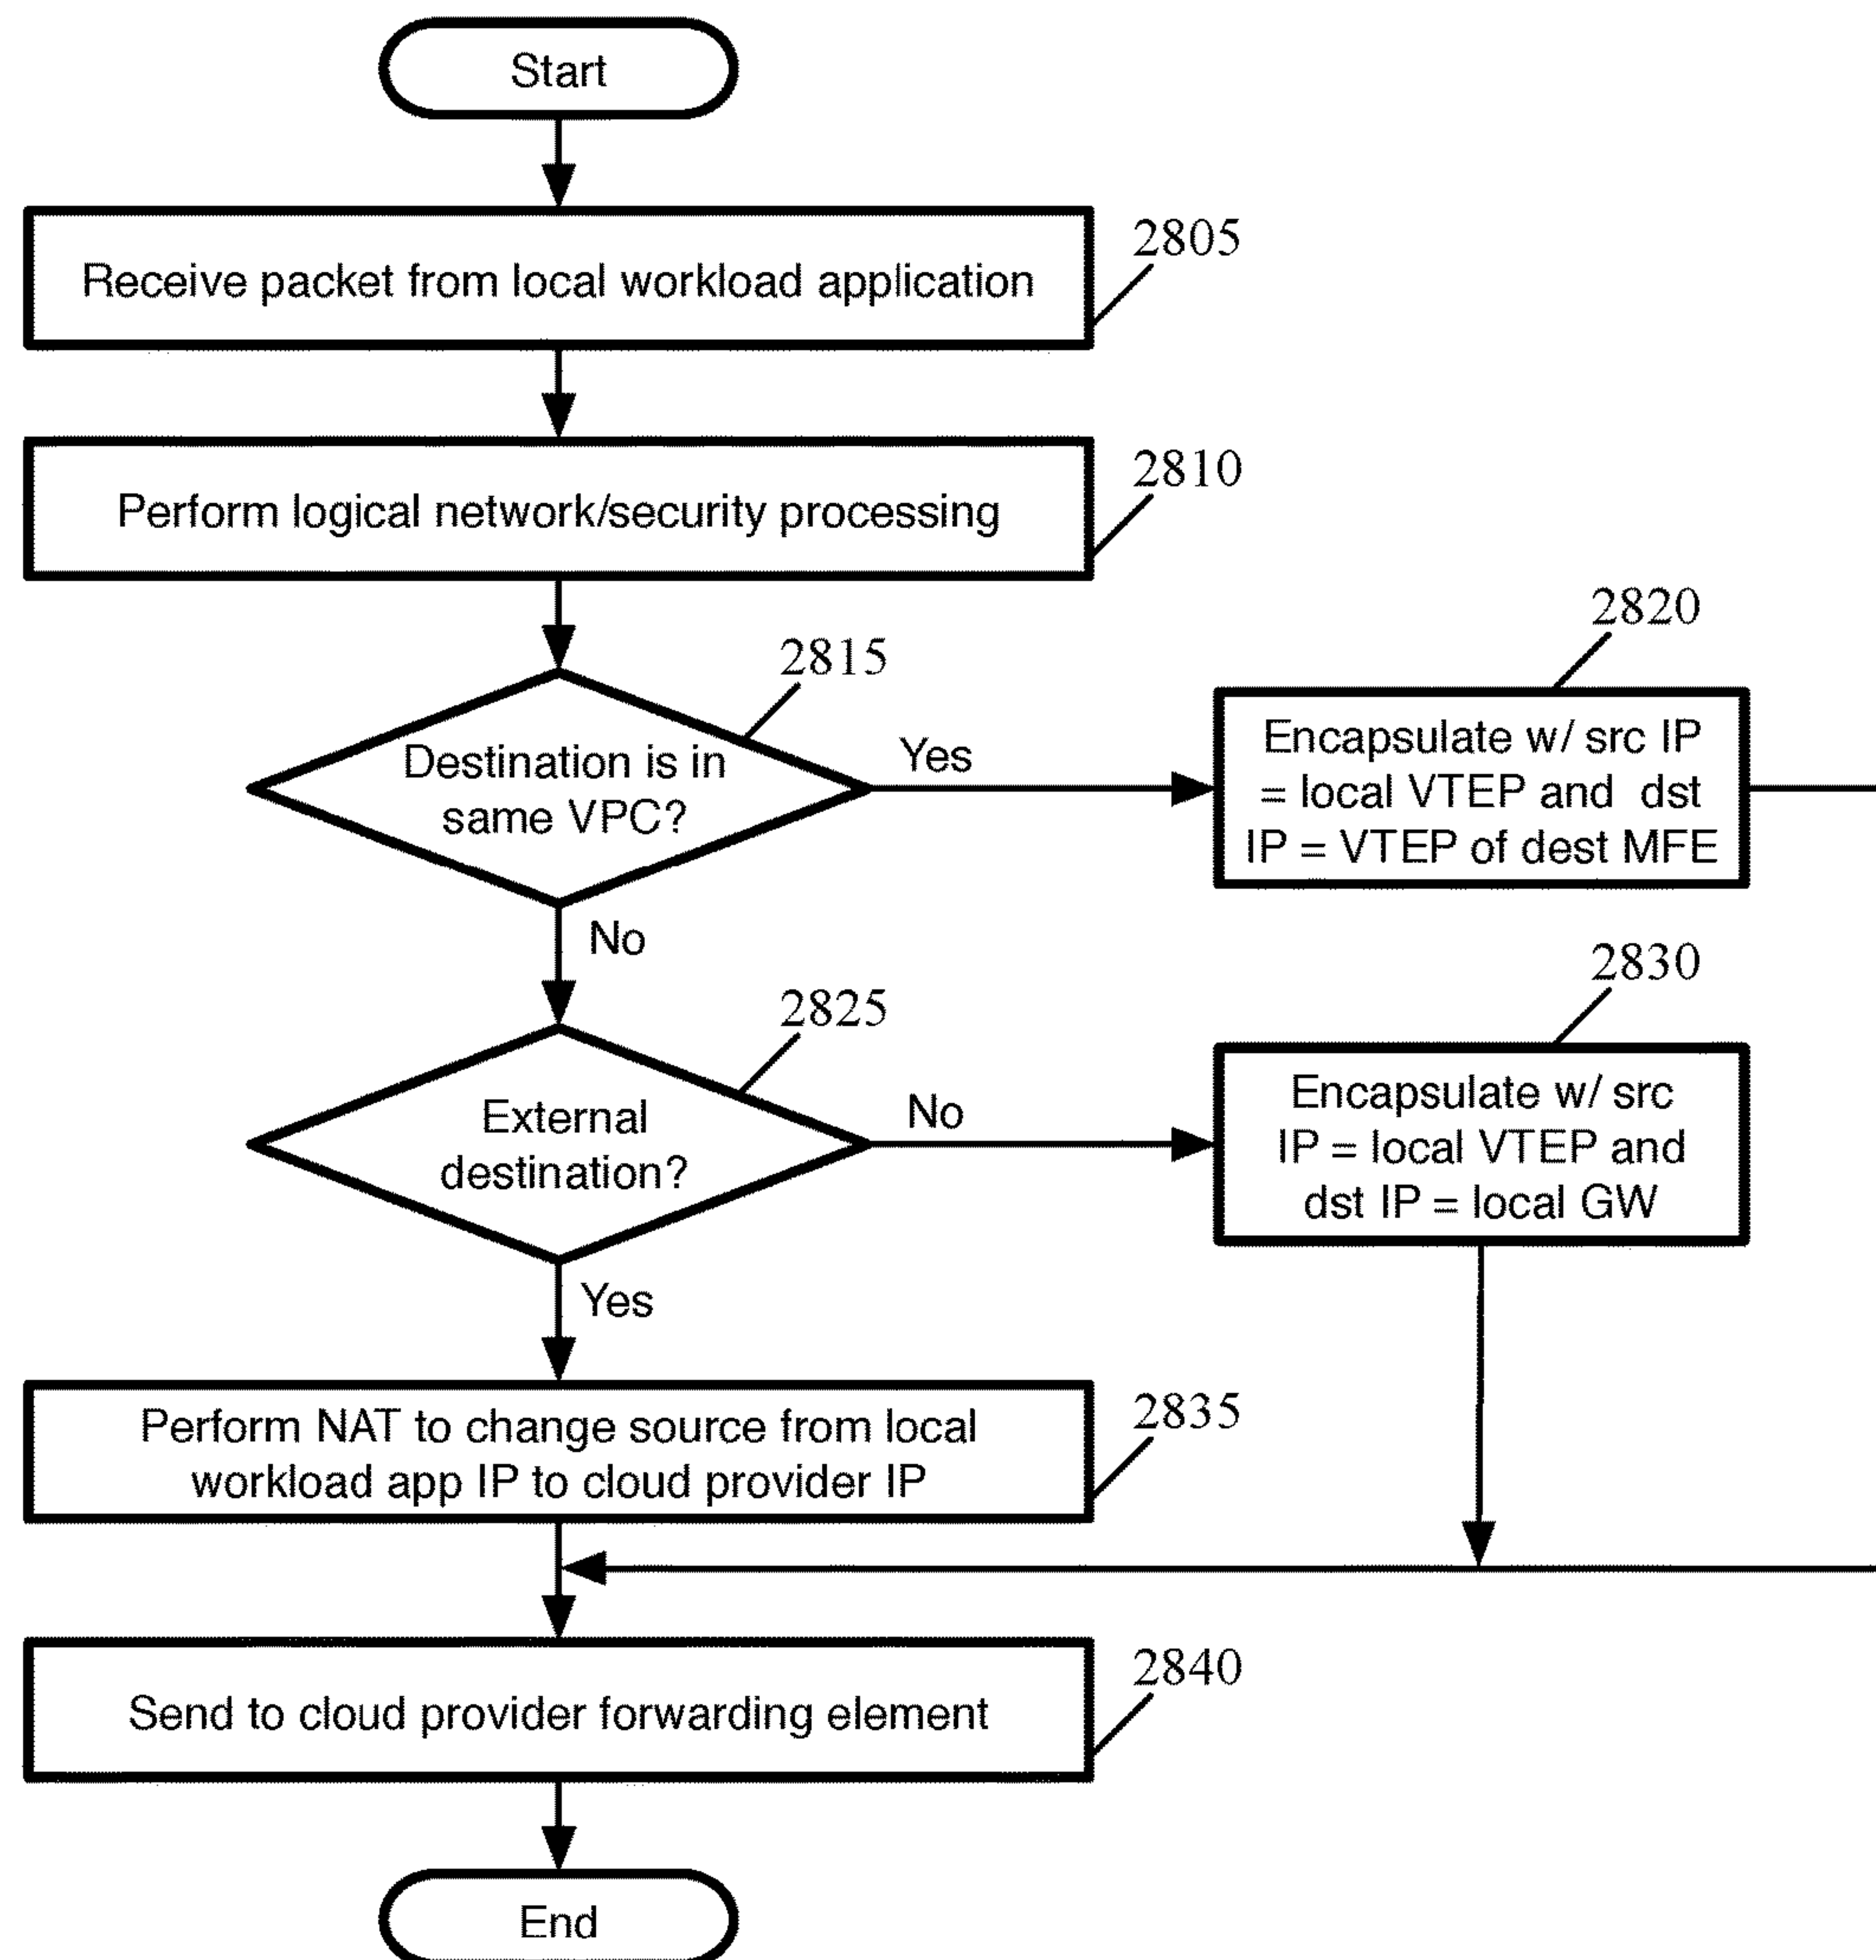 Start
2805
Receive packet from local workload application
2810
Perform logical network/security processing
2815
Destination is in
same VPC?
Yes
2820
Encapsulate w/ src IP
= local VTEP and dst
IP = VTEP of dest MFE
No
2825
External
destination?
No
2830
Encapsulate w/ src
IP = local VTEP and
dst IP = local GW
Yes
2835
Perform NAT to change source from local
workload app IP to cloud provider IP
2840
Send to cloud provider forwarding element
End